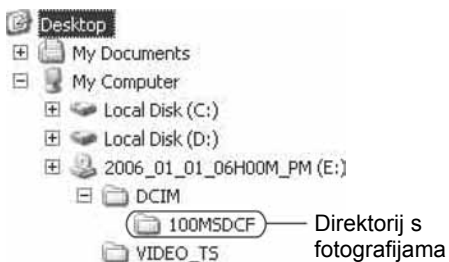 Desktop
My Documents
My Computer
Local Disk (C:)
Local Disk (D:)
2006_01_01_06H00M_PM (E:)
DCIM
100MSDCF
Direktorij s
fotografijama
VIDEO_TS